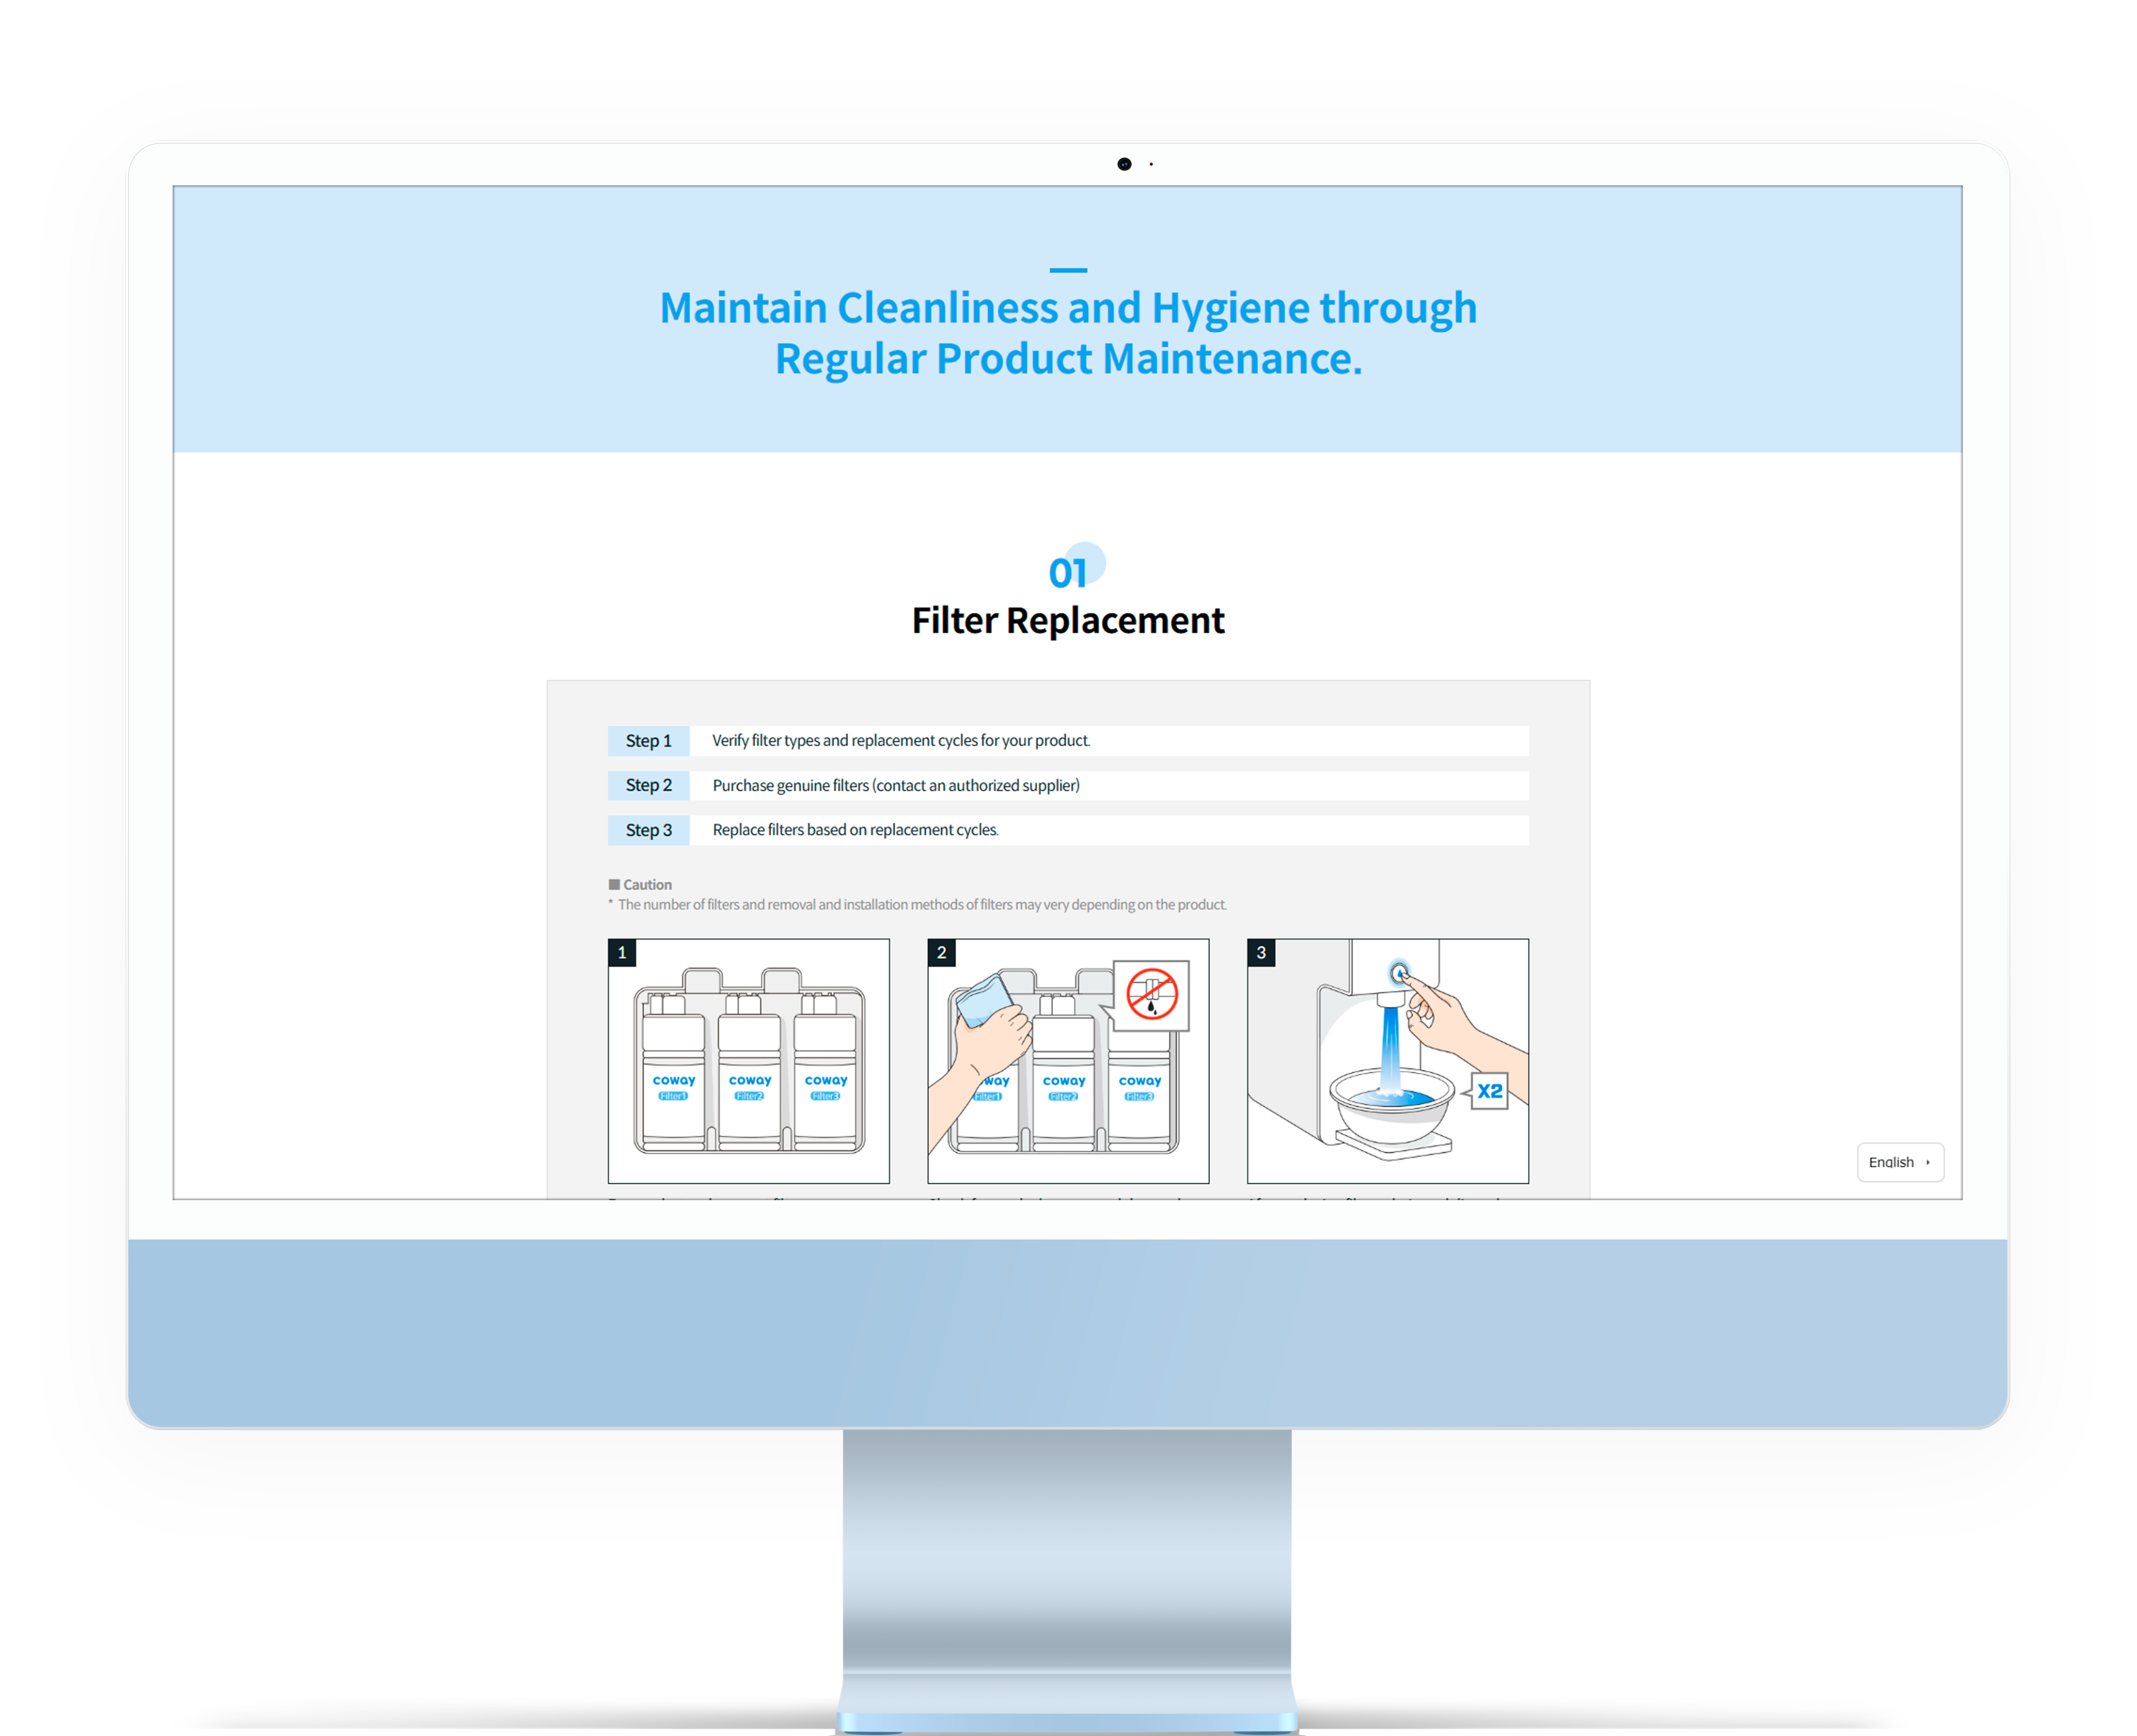 Maintain Cleanliness and Hygiene through
Regular Product Maintenance.
01
Filter Replacement
Step 1 Verify filter types and replacement cycles for your product.
Step 2 Purchase genuine filters (contact an authorized supplier)
Step 3 Replace filters based on replacement cycles.
■ Caution
* The number of filters and removal and installation methods of filters may very depending on the product.
1
coway
Filter1
coway
Filter2
coway
Filter3
2
way
Filter1
coway
Filter2
coway
Filter3
3
X2
English